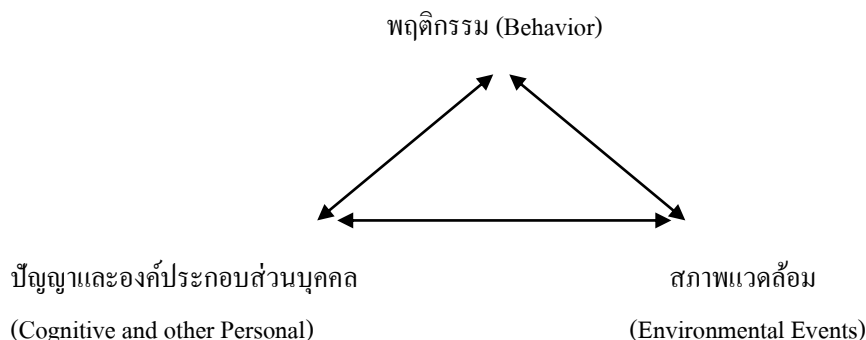 พฤติกรรม (Behavior)
ปัญญาและองค์ประกอบส่วนบุคคล
สภาพแวดล้อม
(Cognitive and other Personal)
(Environmental Events)